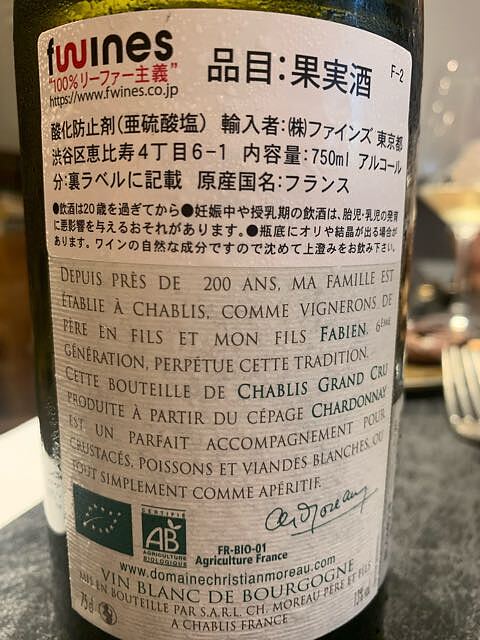 fwines
"100%リーファー主義"
https://www.fwines.co.jp
品目:果実酒
F-2
酸化防止剤(亜硫酸塩) 輸入者:㈱ファインズ 東京都
渋谷区恵比寿4丁目6-1 内容量:750ml アルコール
分:裏ラベルに記載 原産国名:フランス
●飲酒は20歳を過ぎてから●妊娠中や授乳期の飲酒は、胎児・乳児の発育
に悪影響を与えるおそれがあります。●瓶底にオリや結晶が出る場合が
あります。ワインの自然な成分ですので沈めて上澄みをお飲み下さい。
DEPUIS PRÈS DE 200 ANS, MA FAMILLE EST
ÉTABLIE À CHABLIS, COMME VIGNERONS DE
PÈRE EN FILS ET MON FILS FABIEN, 6ÈME
GÉNÉRATION, PERPÉTUE CETTE TRADITION.
CETTE BOUTEILLE DE CHABLIS GRAND CRU
PRODUITE À PARTIR DU CÉPAGE CHARDONNAY
EST UN PARFAIT ACCOMPAGNEMENT POUR
CRUSTACÉS, POISSONS ET VIANDES BLANCHES, OU
TOUT SIMPLEMENT COMME APÉRITIF.
CERTIFIÉ
AB
AGRICULTURE
BIOLOGIQUE
FR-BIO-01
Agriculture France
www.domainechristianmoreau.com
VIN BLANC DE BOURGOGNE
75cl
MIS EN BOUTEILLE PAR S.A.R.L. CH. MOREAU PÈRE ET FILS
À CHABLIS FRANCE